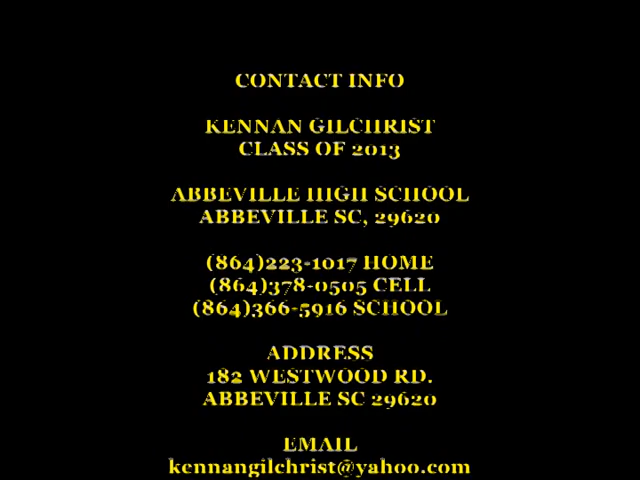 CONTACT INFO
KENNAN GILCHRIST
CLASS OF 2013
ABBEVILLE HIGH SCHOOL
ABBEVILLE SC, 29620
(864)223-1017 HOME
(864)378-0505 CELL
(864)366-5916 SCHOOL
ADDRESS
182 WESTWOOD RD.
ABBEVILLE SC 29620
EMAIL
kennangilchrist@yahoo.com